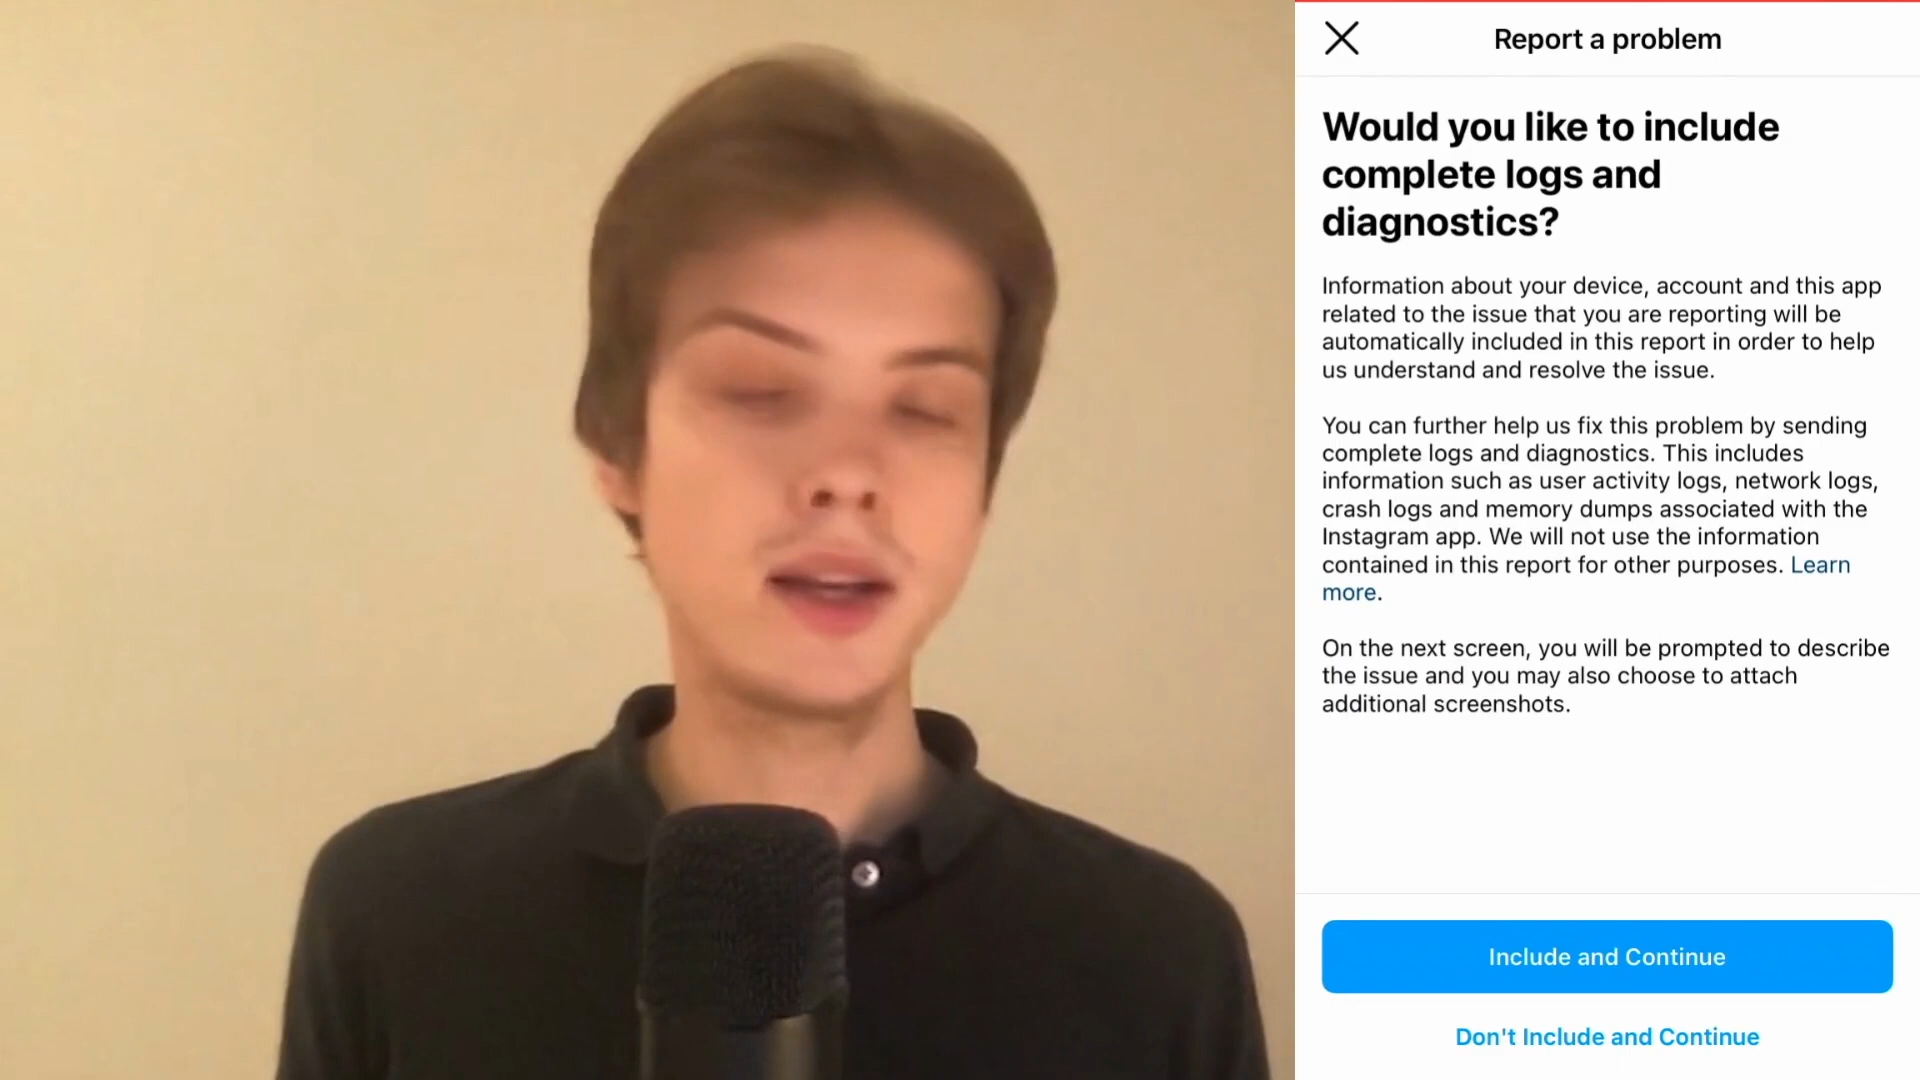 Report a problem
Would you like to include
complete logs and
diagnostics?
Information about your device, account and this app
related to the issue that you are reporting will be
automatically included in this report in order to help
us understand and resolve the issue.
You can further help us fix this problem by sending
complete logs and diagnostics. This includes
information such as user activity logs, network logs,
crash logs and memory dumps associated with the
Instagram app. We will not use the information
contained in this report for other purposes. Learn
more.
On the next screen, you will be prompted to describe
the issue and you may also choose to attach
additional screenshots.
Include and Continue
Don't Include and Continue